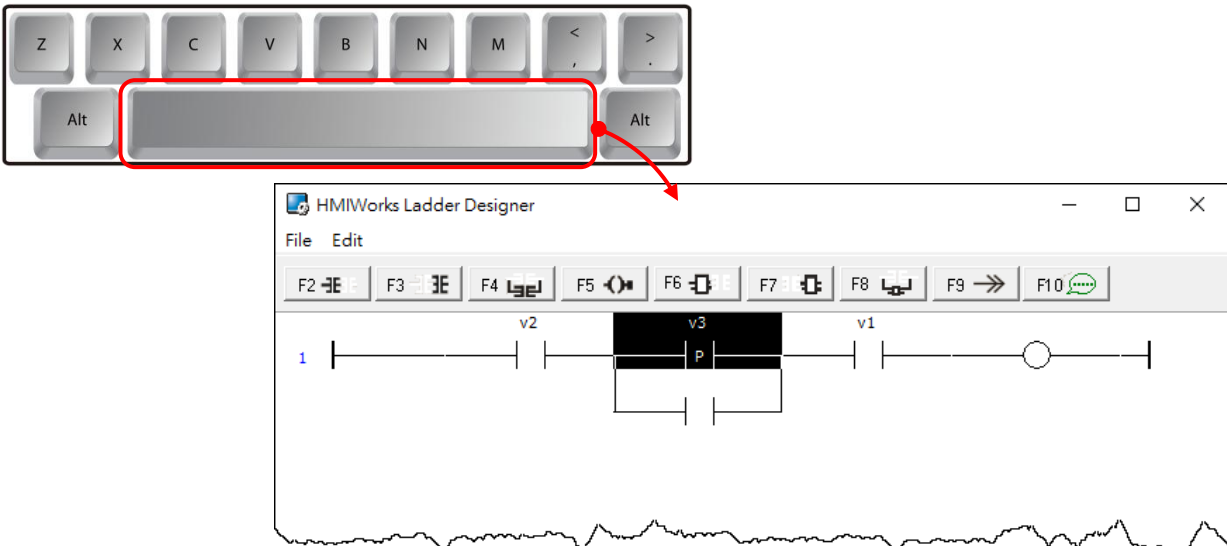 Z X C V B N M < , > .
Alt Alt
HMIWorks Ladder Designer
File Edit
F2 F3 F4 F5 F6 F7 F8 F9 F10
v2 v3 v1
1 P